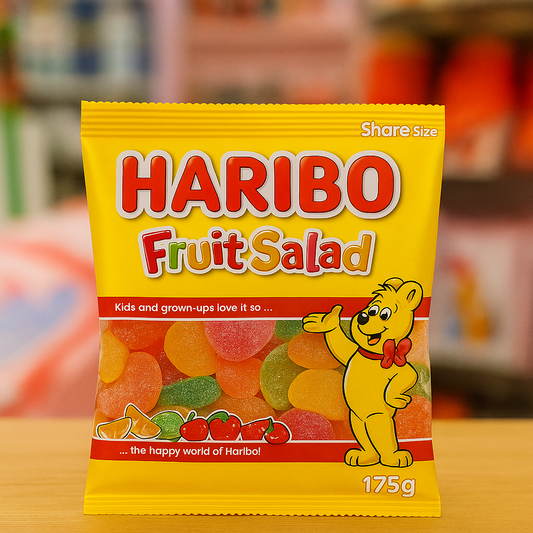 Share Size
HARIBO
Fruit Salad
Kids and grown-ups love it so ...
... the happy world of Haribo!
175g